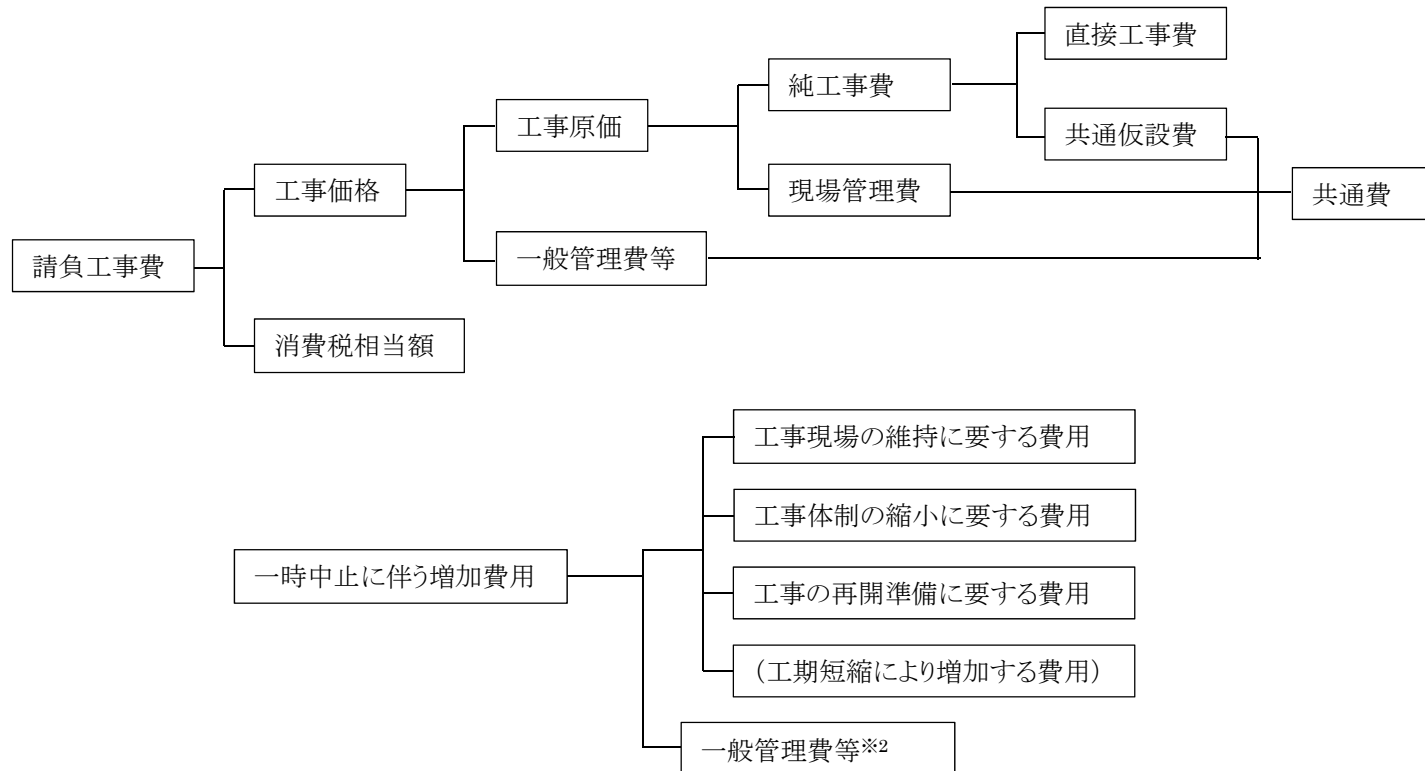 直接工事費
純工事費
工事原価
共通仮設費
工事価格
現場管理費
共通費
請負工事費
一般管理費等
消費税相当額
工事現場の維持に要する費用
工事体制の縮小に要する費用
一時中止に伴う増加費用
工事の再開準備に要する費用
（工期短縮により増加する費用）
一般管理費等※2